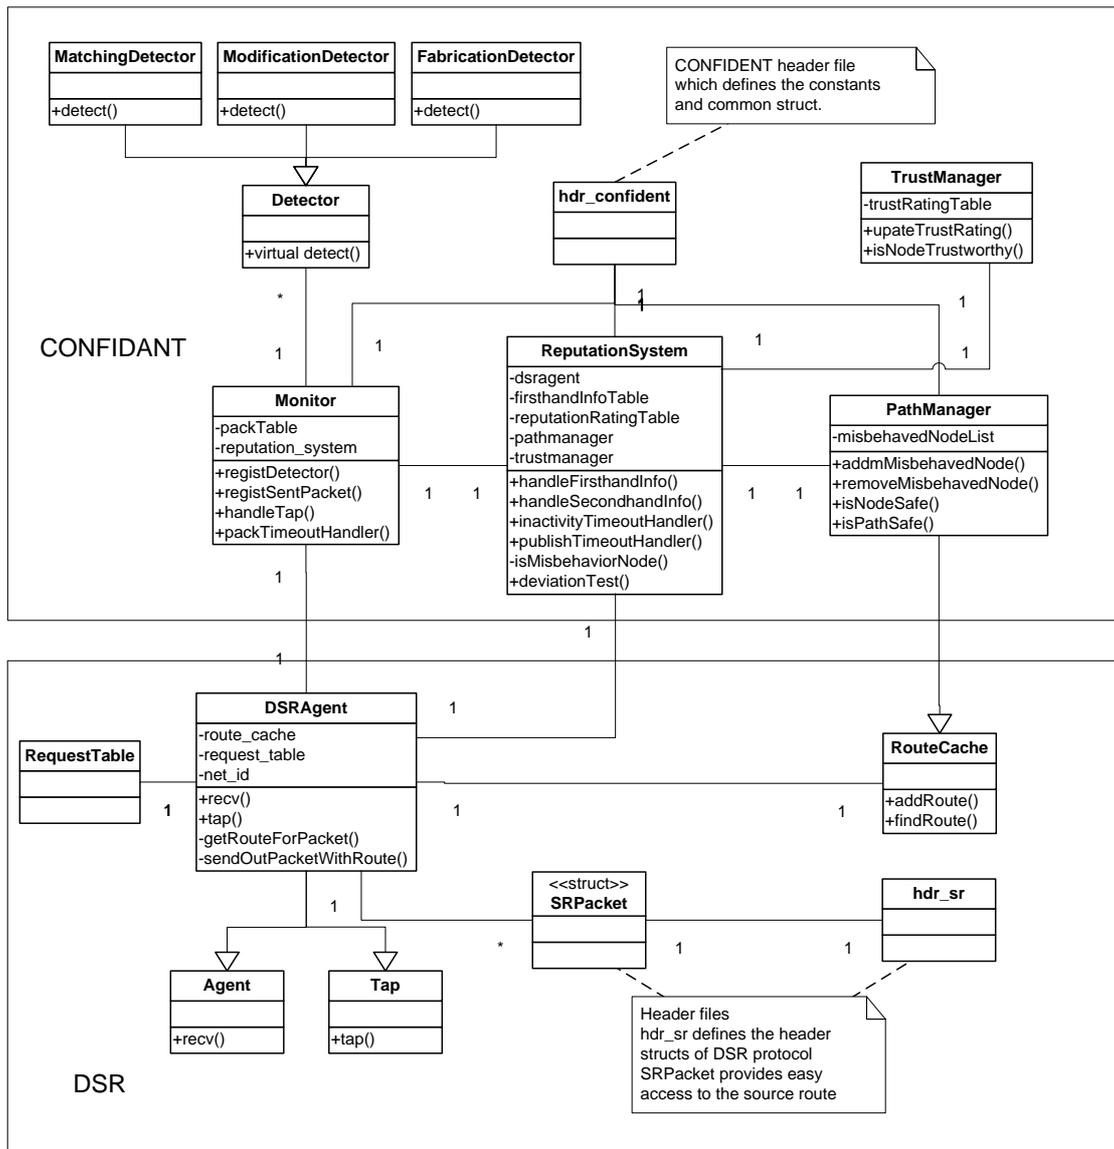 MatchingDetector
+detect()
ModificationDetector
+detect()
FabricationDetector
+detect()
CONFIDENT header file
which defines the constants
and common struct.
Detector
+virtual detect()
hdr_confident
TrustManager
-trustRatingTable
+upateTrustRating()
+isNodeTrustworthy()
*
1
1
1
1
1
1
1
CONFIDANT
1
Monitor
-packTable
-reputation_system
+registDetector()
+registSentPacket()
+handleTap()
+packTimeoutHandler()
ReputationSystem
-dsragent
-firsthandInfoTable
-reputationRatingTable
-pathmanager
-trustmanager
+handleFirsthandInfo()
+handleSecondhandInfo()
+inactivityTimeoutHandler()
+publishTimeoutHandler()
-isMisbehaviorNode()
+deviationTest()
PathManager
-misbehavedNodeList
+addmMisbehavedNode()
+removeMisbehavedNode()
+isNodeSafe()
+isPathSafe()
1
1
1
1
1
1
1
1
DSRAgent
-route_cache
-request_table
-net_id
+recv()
+tap()
-getRouteForPacket()
-sendOutPacketWithRoute()
RequestTable
1
RouteCache
+addRoute()
+findRoute()
1
1
1
1
*
<<struct>>
SRPacket
hdr_sr
1
1
Agent
+recv()
Tap
+tap()
Header files
hdr_sr defines the header
structs of DSR protocol
SRPacket provides easy
access to the source route
DSR